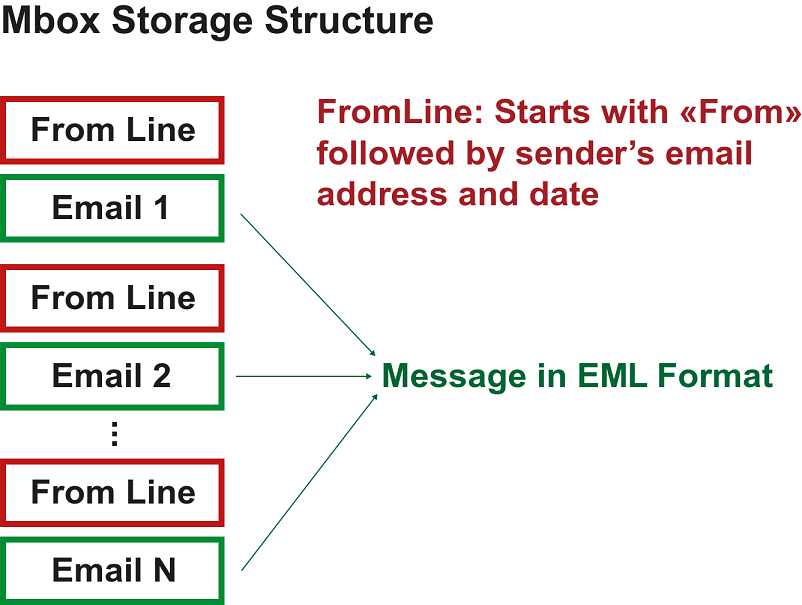 Mbox Storage Structure
From Line
FromLine: Starts with «From»
followed by sender’s email
address and date
Email 1
From Line
Email 2
Message in EML Format
⋮
From Line
Email N